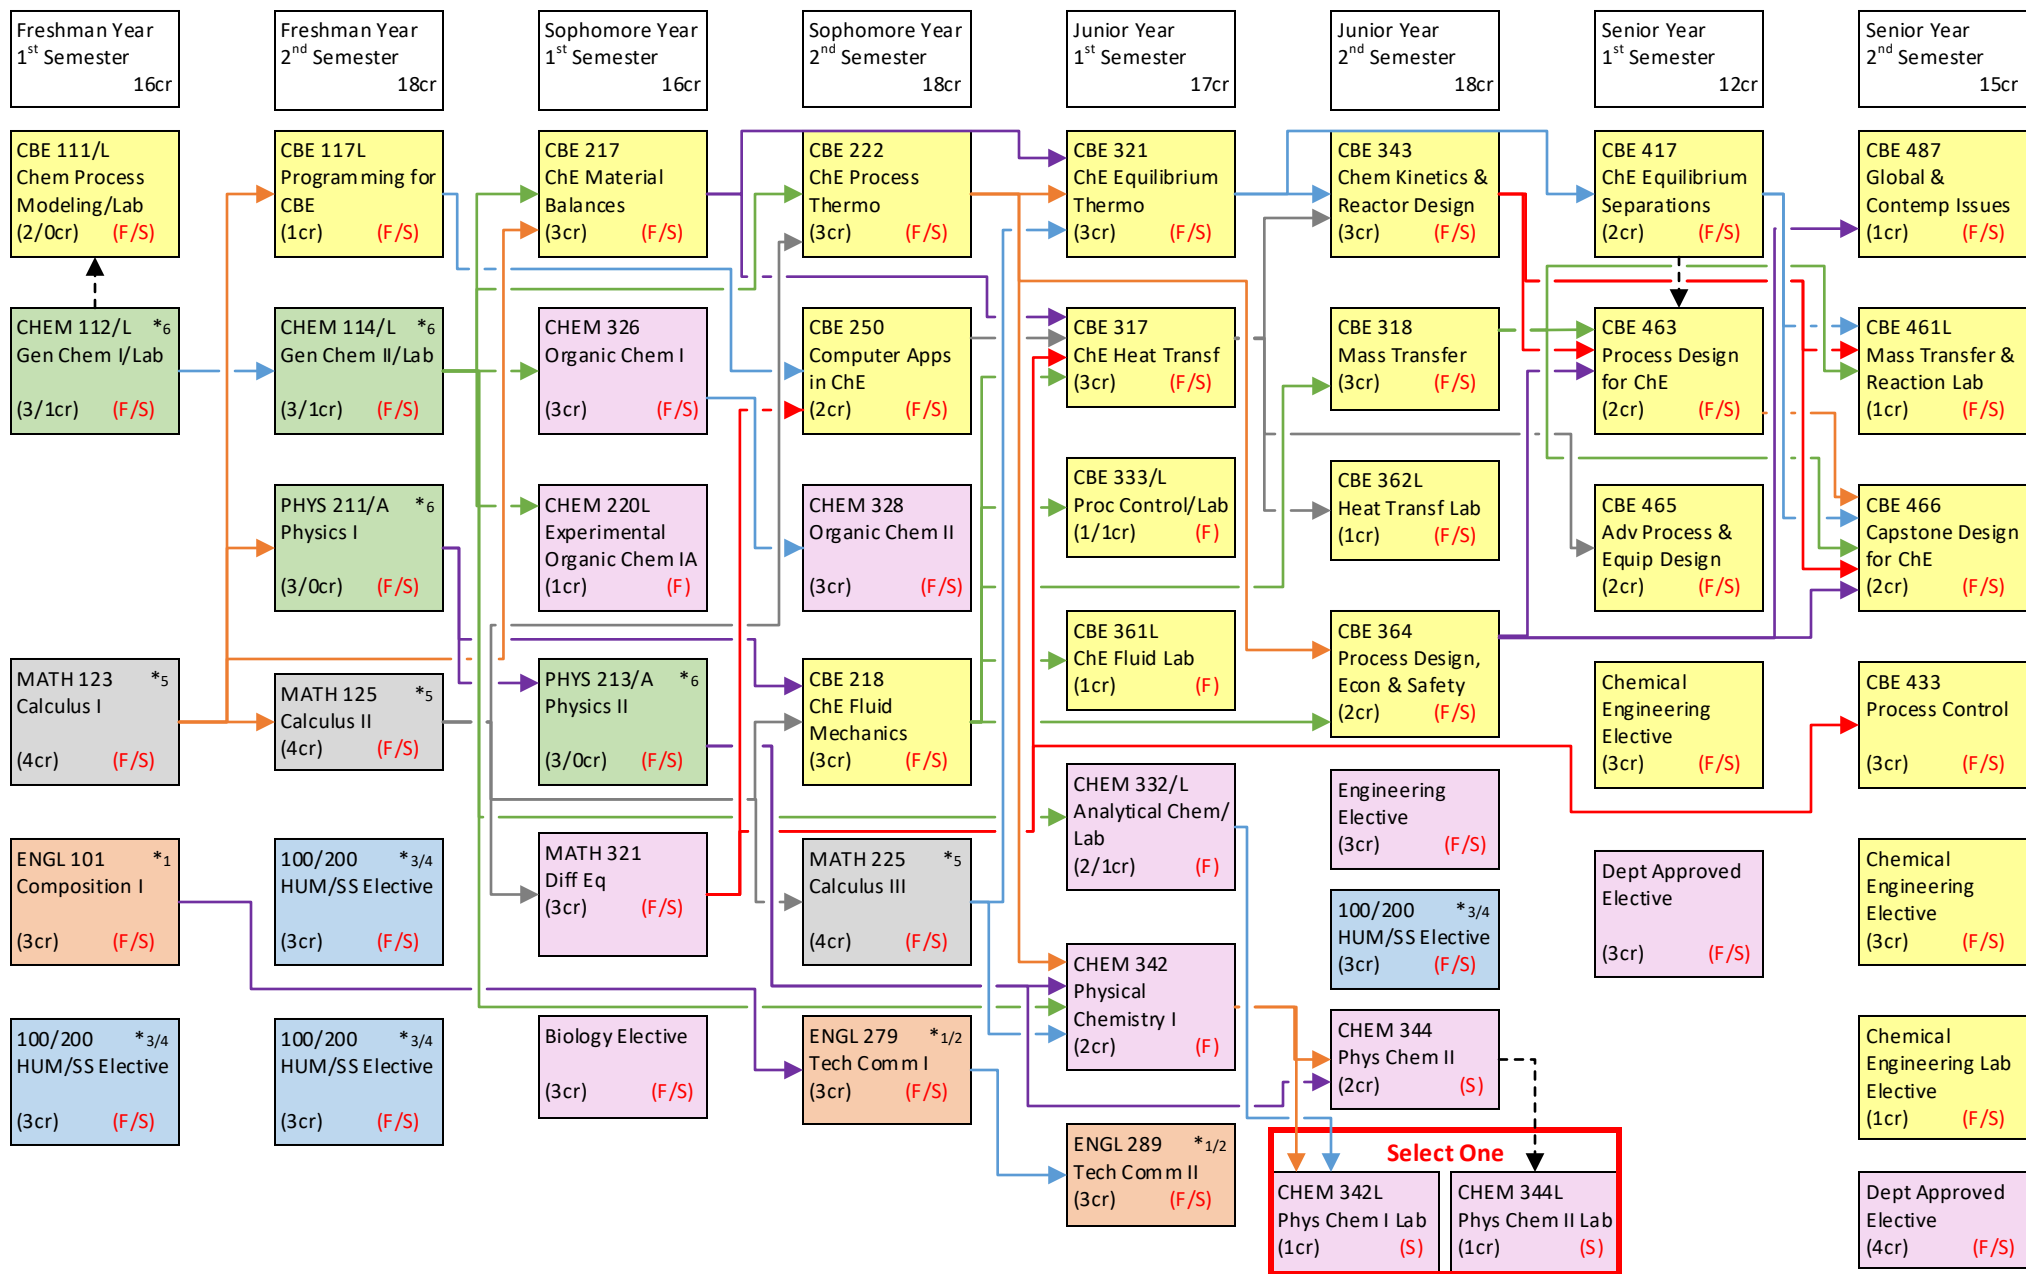 Freshman Year
1st Semester
16cr
Freshman Year
2nd Semester
18cr
Sophomore Year
1st Semester
16cr
Sophomore Year
2nd Semester
18cr
Junior Year
1st Semester
17cr
Junior Year
2nd Semester
18cr
Senior Year
1st Semester
12cr
Senior Year
2nd Semester
15cr
CBE 111/L
Chem Process
Modeling/Lab
(2/0cr) (F/S)
CHEM 112/L *6
Gen Chem I/Lab
(3/1cr) (F/S)
MATH 123 *5
Calculus I
(4cr) (F/S)
ENGL 101 *1
Composition I
(3cr) (F/S)
100/200 *3/4
HUM/SS Elective
(3cr) (F/S)
CBE 117L
Programming for
CBE
(1cr) (F/S)
CHEM 114/L *6
Gen Chem II/Lab
(3/1cr) (F/S)
PHYS 211/A *6
Physics I
(3/0cr) (F/S)
MATH 125 *5
Calculus II
(4cr) (F/S)
100/200 *3/4
HUM/SS Elective
(3cr) (F/S)
100/200 *3/4
HUM/SS Elective
(3cr) (F/S)
CBE 217
ChE Material
Balances
(3cr) (F/S)
CHEM 326
Organic Chem I
(3cr) (F/S)
CHEM 220L
Experimental
Organic Chem IA
(1cr) (F)
PHYS 213/A *6
Physics II
(3/0cr) (F/S)
MATH 321
Diff Eq
(3cr) (F/S)
Biology Elective
(3cr) (F/S)
CBE 222
ChE Process
Thermo
(3cr) (F/S)
CBE 250
Computer Apps
in ChE
(2cr) (F/S)
CHEM 328
Organic Chem II
(3cr) (F/S)
CBE 218
ChE Fluid
Mechanics
(3cr) (F/S)
MATH 225 *5
Calculus III
(4cr) (F/S)
ENGL 279 *1/2
Tech Comm I
(3cr) (F/S)
CBE 321
ChE Equilibrium
Thermo
(3cr) (F/S)
CBE 317
ChE Heat Transf
(3cr) (F/S)
CBE 333/L
Proc Control/Lab
(1/1cr) (F)
CBE 361L
ChE Fluid Lab
(1cr) (F)
CHEM 332/L
Analytical Chem/
Lab
(2/1cr) (F)
CHEM 342
Physical
Chemistry I
(2cr) (F)
ENGL 289 *1/2
Tech Comm II
(3cr) (F/S)
CBE 343
Chem Kinetics &
Reactor Design
(3cr) (F/S)
CBE 318
Mass Transfer
(3cr) (F/S)
CBE 362L
Heat Transf Lab
(1cr) (F/S)
CBE 364
Process Design,
Econ & Safety
(2cr) (F/S)
Engineering
Elective
(3cr) (F/S)
100/200 *3/4
HUM/SS Elective
(3cr) (F/S)
CHEM 344
Phys Chem II
(2cr) (S)
Select One
CHEM 342L
Phys Chem I Lab
(1cr) (S)
CHEM 344L
Phys Chem II Lab
(1cr) (S)
CBE 417
ChE Equilibrium
Separations
(2cr) (F/S)
CBE 463
Process Design
for ChE
(2cr) (F/S)
CBE 465
Adv Process &
Equip Design
(2cr) (F/S)
Chemical
Engineering
Elective
(3cr) (F/S)
Dept Approved
Elective
(3cr) (F/S)
CBE 487
Global &
Contemp Issues
(1cr) (F/S)
CBE 461L
Mass Transfer &
Reaction Lab
(1cr) (F/S)
CBE 466
Capstone Design
for ChE
(2cr) (F/S)
CBE 433
Process Control
(3cr) (F/S)
Chemical
Engineering
Elective
(3cr) (F/S)
Chemical
Engineering Lab
Elective
(1cr) (F/S)
Dept Approved
Elective
(4cr) (F/S)